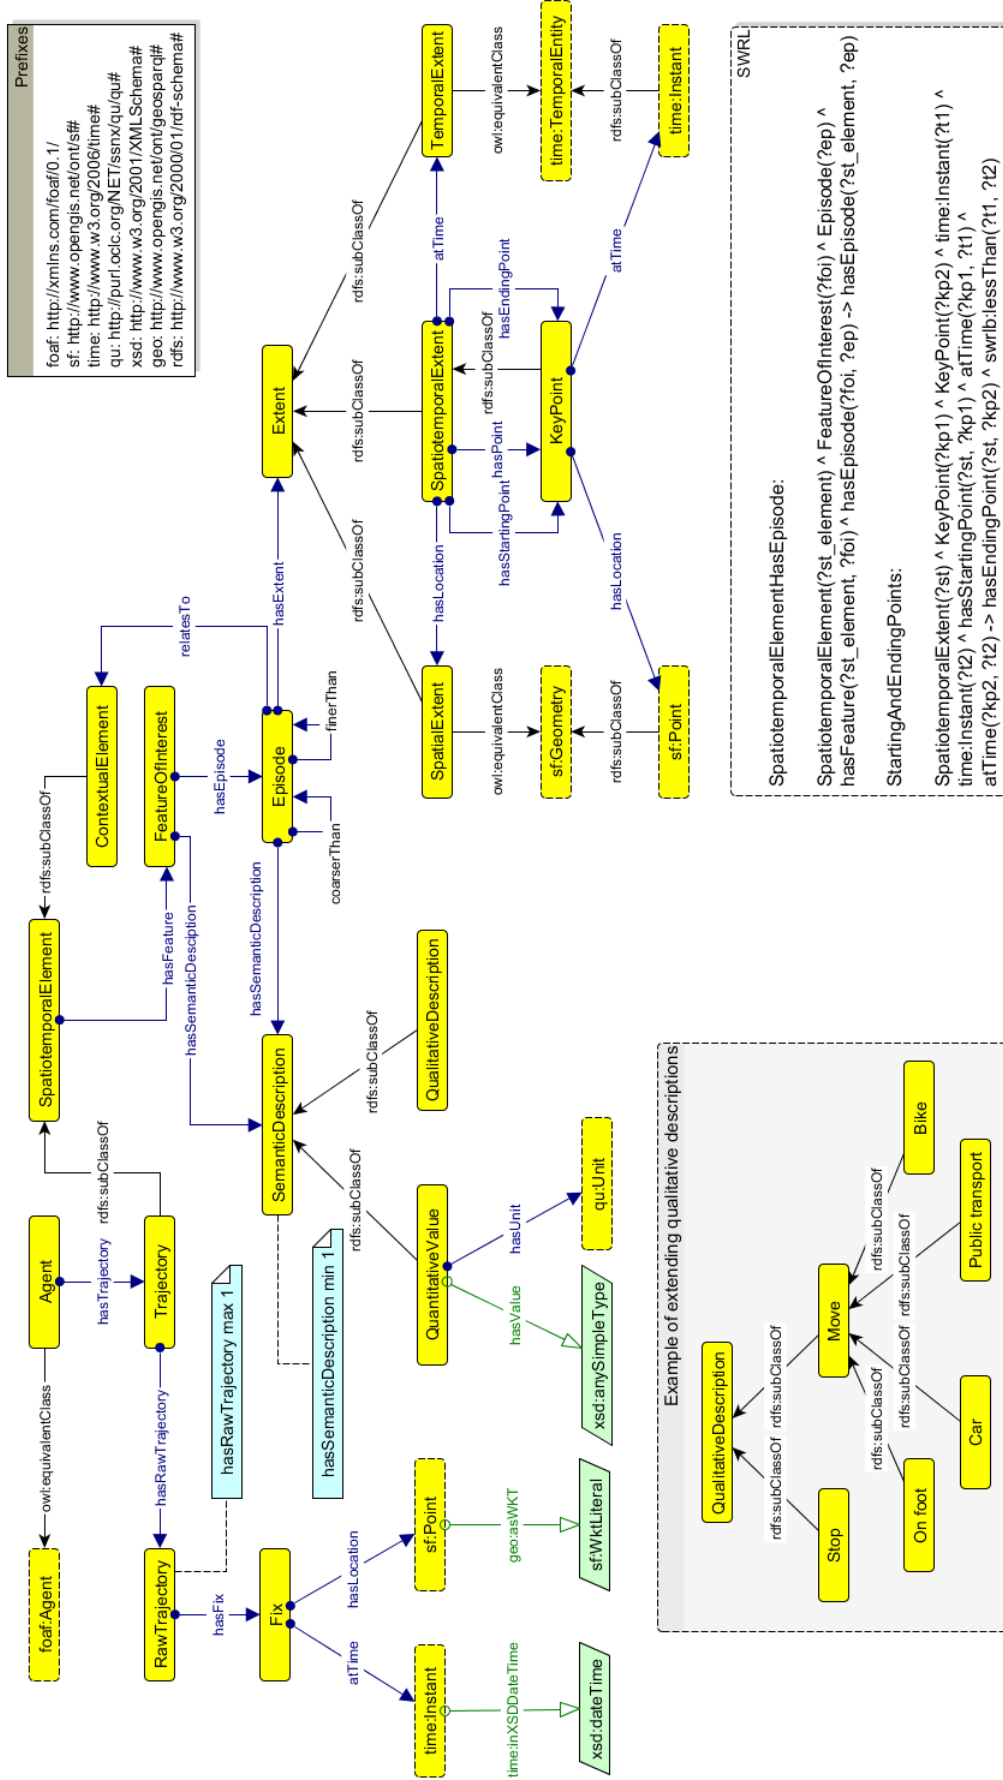 Prefixes
foaf: http://xmlns.com/foaf/0.1/
sf: http://www.opengis.net/ont/sf#
time: http://www.w3.org/2006/time#
qu: http://purl.oclc.org/NET/ssnx/qu/qu#
xsd: http://www.w3.org/2001/XMLSchema#
geo: http://www.opengis.net/ont/geosparql#
rdfs: http://www.w3.org/2000/01/rdf-schema#
foaf:Agent
owl:equivalentClass
Agent
hasTrajectory
rdfs:subClassOf
SpatiotemporalElement
rdfs:subClassOf
ContextualElement
relatesTo
RawTrajectory
hasRawTrajectory
Trajectory
hasFeature
FeatureOfInterest
hasSemanticDesciption
hasEpisode
hasFix
hasRawTrajectory max 1
Fix
hasSemanticDescription min 1
SemanticDescription
hasSemanticDescription
Episode
coarserThan
finerThan
hasExtent
Extent
atTime
hasLocation
time:Instant
sf:Point
time:inXSDDateTime
geo:asWKT
xsd:dateTime
sf:WktLiteral
rdfs:subClassOf
rdfs:subClassOf
QuantitativeValue
QualitativeDescription
hasValue
hasUnit
xsd:anySimpleType
qu:Unit
rdfs:subClassOf
rdfs:subClassOf
rdfs:subClassOf
SpatialExtent
hasLocation
SpatiotemporalExtent
atTime
TemporalExtent
owl:equivalentClass
hasStartingPoint
hasPoint
rdfs:subClassOf
hasEndingPoint
owl:equivalentClass
sf:Geometry
KeyPoint
time:TemporalEntity
rdfs:subClassOf
hasLocation
atTime
rdfs:subClassOf
sf:Point
time:Instant
Example of extending qualitative descriptions
QualitativeDescription
rdfs:subClassOf
rdfs:subClassOf
Stop
Move
rdfs:subClassOf
rdfs:subClassOf
rdfs:subClassOf
rdfs:subClassOf
On foot
Car
Public transport
Bike
SWRL
SpatiotemporalElementHasEpisode:
SpatiotemporalElement(?st_element) ^ FeatureOfInterest(?foi) ^ Episode(?ep) ^
hasFeature(?st_element, ?foi) ^ hasEpisode(?foi, ?ep) -> hasEpisode(?st_element, ?ep)
StartingAndEndingPoints:
SpatiotemporalExtent(?st) ^ KeyPoint(?kp1) ^ KeyPoint(?kp2) ^ time:Instant(?t1) ^
time:Instant(?t2) ^ hasStartingPoint(?st, ?kp1) ^ atTime(?kp1, ?t1) ^
atTime(?kp2, ?t2) -> hasEndingPoint(?st, ?kp2) ^ swrlb:lessThan(?t1, ?t2)